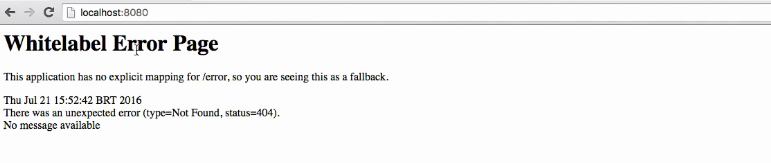 localhost:8080
Whitelabel Error Page
This application has no explicit mapping for /error, so you are seeing this as a fallback.
Thu Jul 21 15:52:42 BRT 2016
There was an unexpected error (type=Not Found, status=404).
No message available